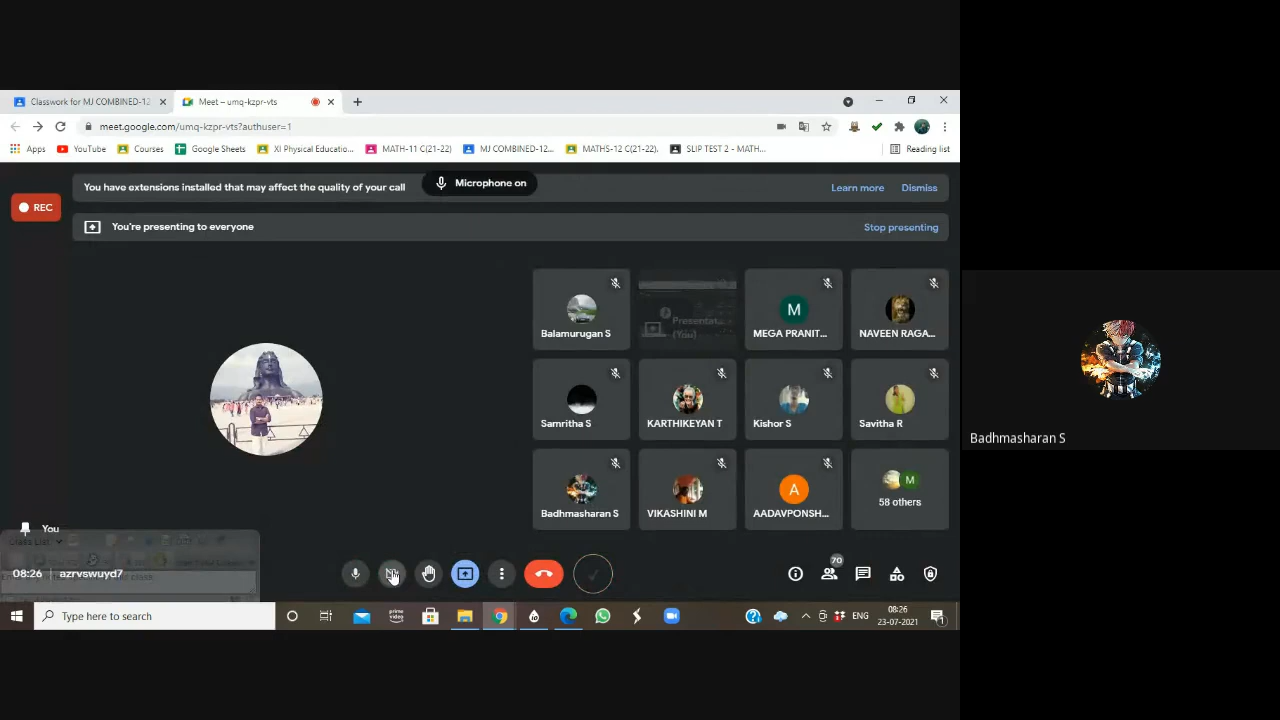 Classwork for MJ COMBINED-12
Meet – umq-kzpr-vts
meet.google.com/umq-kzpr-vts?authuser=1
Apps YouTube Courses Google Sheets XI Physical Educatio... MATH-11 C(21-22) MJ COMBINED-12... MATHS-12 C(21-22). SLIP TEST 2 - MATH... Reading list
You have extensions installed that may affect the quality of your call
Microphone on
Learn more Dismiss
REC
You're presenting to everyone
Stop presenting
Balamurugan S
Presentat... (You)
M
MEGA PRANIT...
NAVEEN RAGA...
Samritha S
KARTHIKEYAN T
Kishor S
Savitha R
Badhmasharan S
VIKASHINI M
A
AADAVPONSH...
M
58 others
Badhmasharan S
You
08:26 azrvswuyd7
70
Type here to search
prime video
ENG
08:26
23-07-2021
1